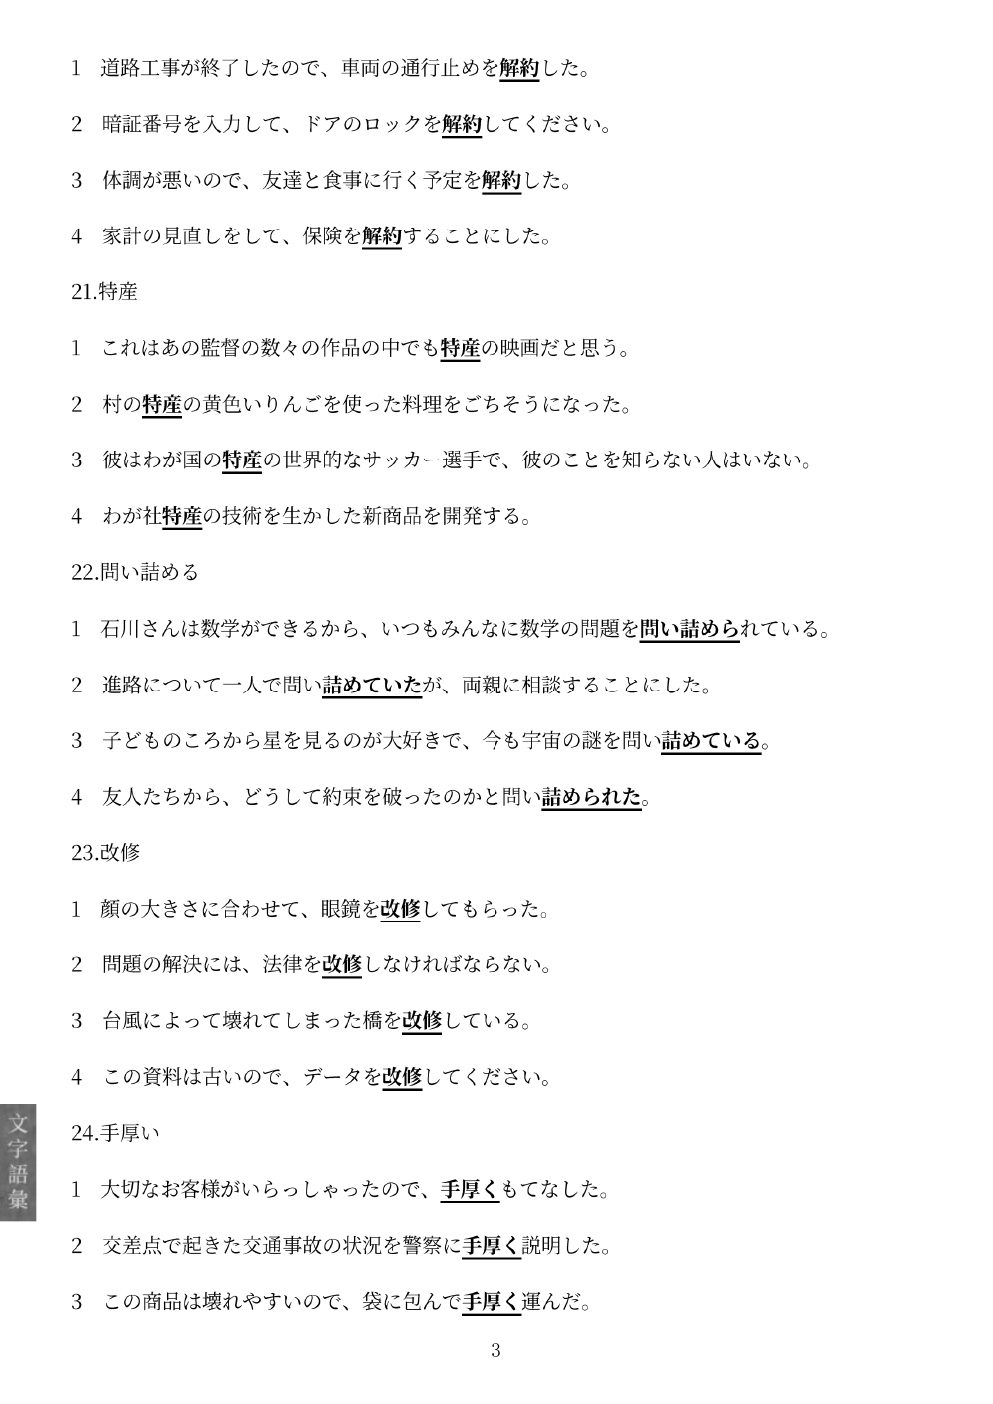 1 道路工事が終了したので、車両の通行止めを解約した。
2 暗証番号を入力して、ドアのロックを解約してください。
3 体調が悪いので、友達と食事に行く予定を解約した。
4 家計の見直しをして、保険を解約することにした。
21.特産
1 これはあの監督の数々の作品の中でも特産の映画だと思う。
2 村の特産の黄色いりんごを使った料理をごちそうになった。
3 彼はわが国の特産の世界的なサッカー選手で、彼のことを知らない人はいない。
4 わが社特産の技術を生かした新商品を開発する。
22.問い詰める
1 石川さんは数学ができるから、いつもみんなに数学の問題を問い詰められている。
2 進路について一人で問い詰めていたが、両親に相談することにした。
3 子どものころから星を見るのが大好きで、今も宇宙の謎を問い詰めている。
4 友人たちから、どうして約束を破ったのかと問い詰められた。
23.改修
1 顔の大きさに合わせて、眼鏡を改修してもらった。
2 問題の解決には、法律を改修しなければならない。
3 台風によって壊れてしまった橋を改修している。
4 この資料は古いので、データを改修してください。
文字語彙
24.手厚い
1 大切なお客様がいらっしゃったので、手厚くもてなした。
2 交差点で起きた交通事故の状況を警察に手厚く説明した。
3 この商品は壊れやすいので、袋に包んで手厚く運んだ。
3